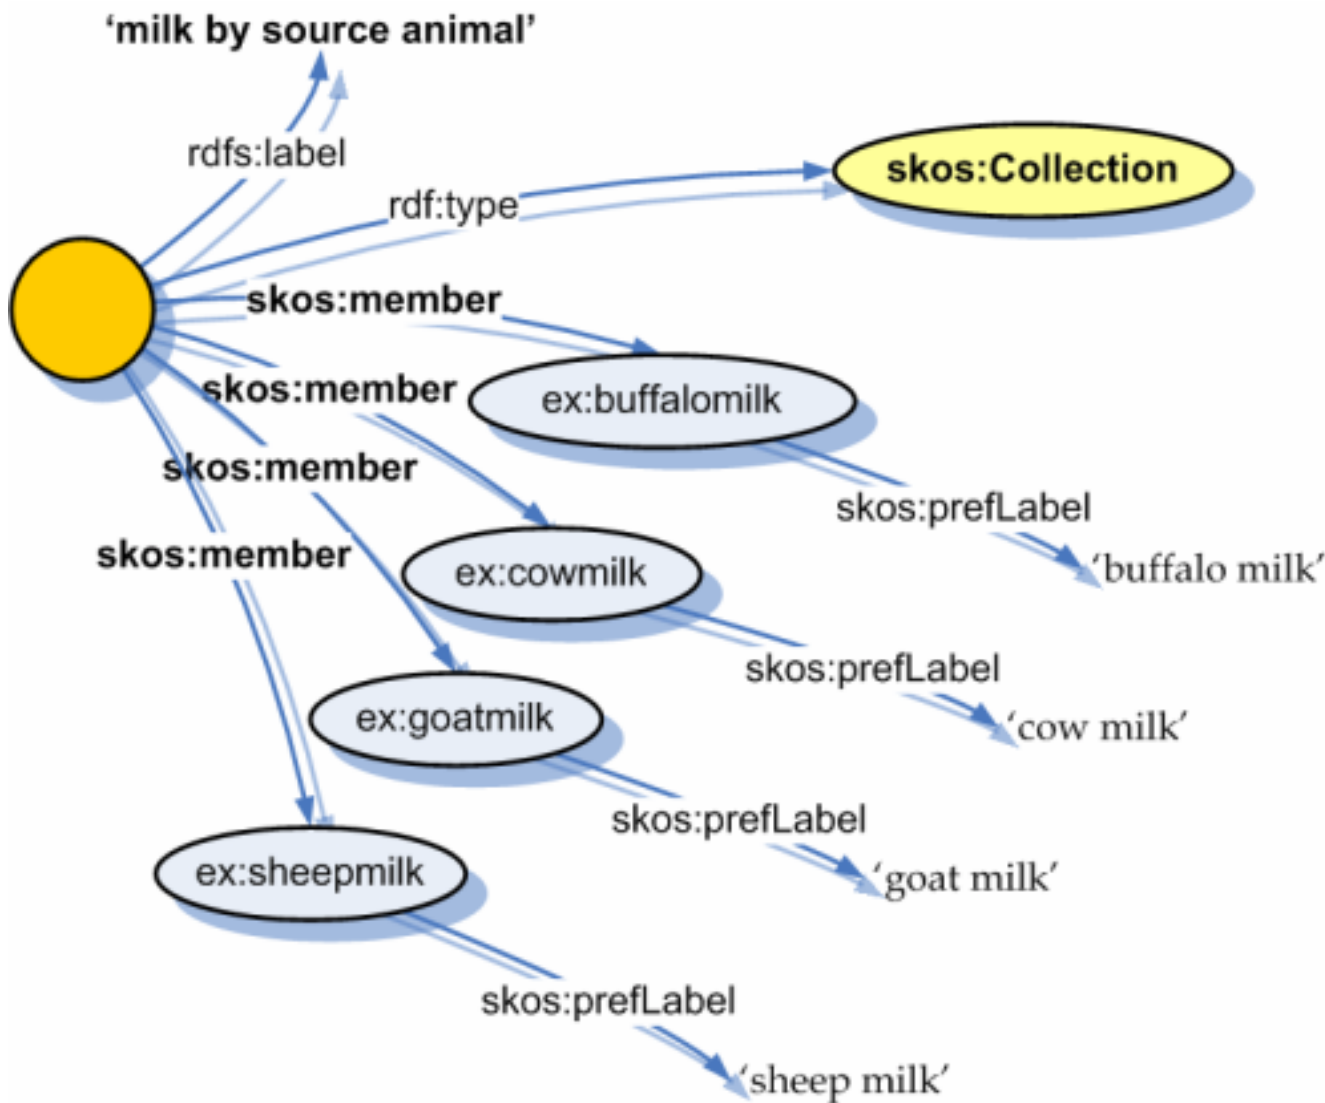 ‘milk by source animal’
rdfs:label
skos:Collection
rdf:type
skos:member
skos:member
ex:buffalomilk
skos:member
skos:prefLabel
skos:member
ex:cowmilk
‘buffalo milk’
skos:prefLabel
ex:goatmilk
‘cow milk’
skos:prefLabel
ex:sheepmilk
‘goat milk’
skos:prefLabel
‘sheep milk’